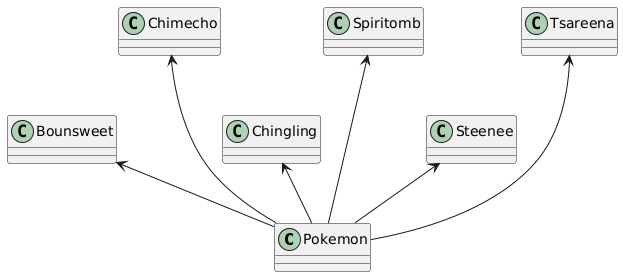 C Chimecho
C Spiritomb
C Tsareena
C Bounsweet
C Chingling
C Steenee
C Pokemon